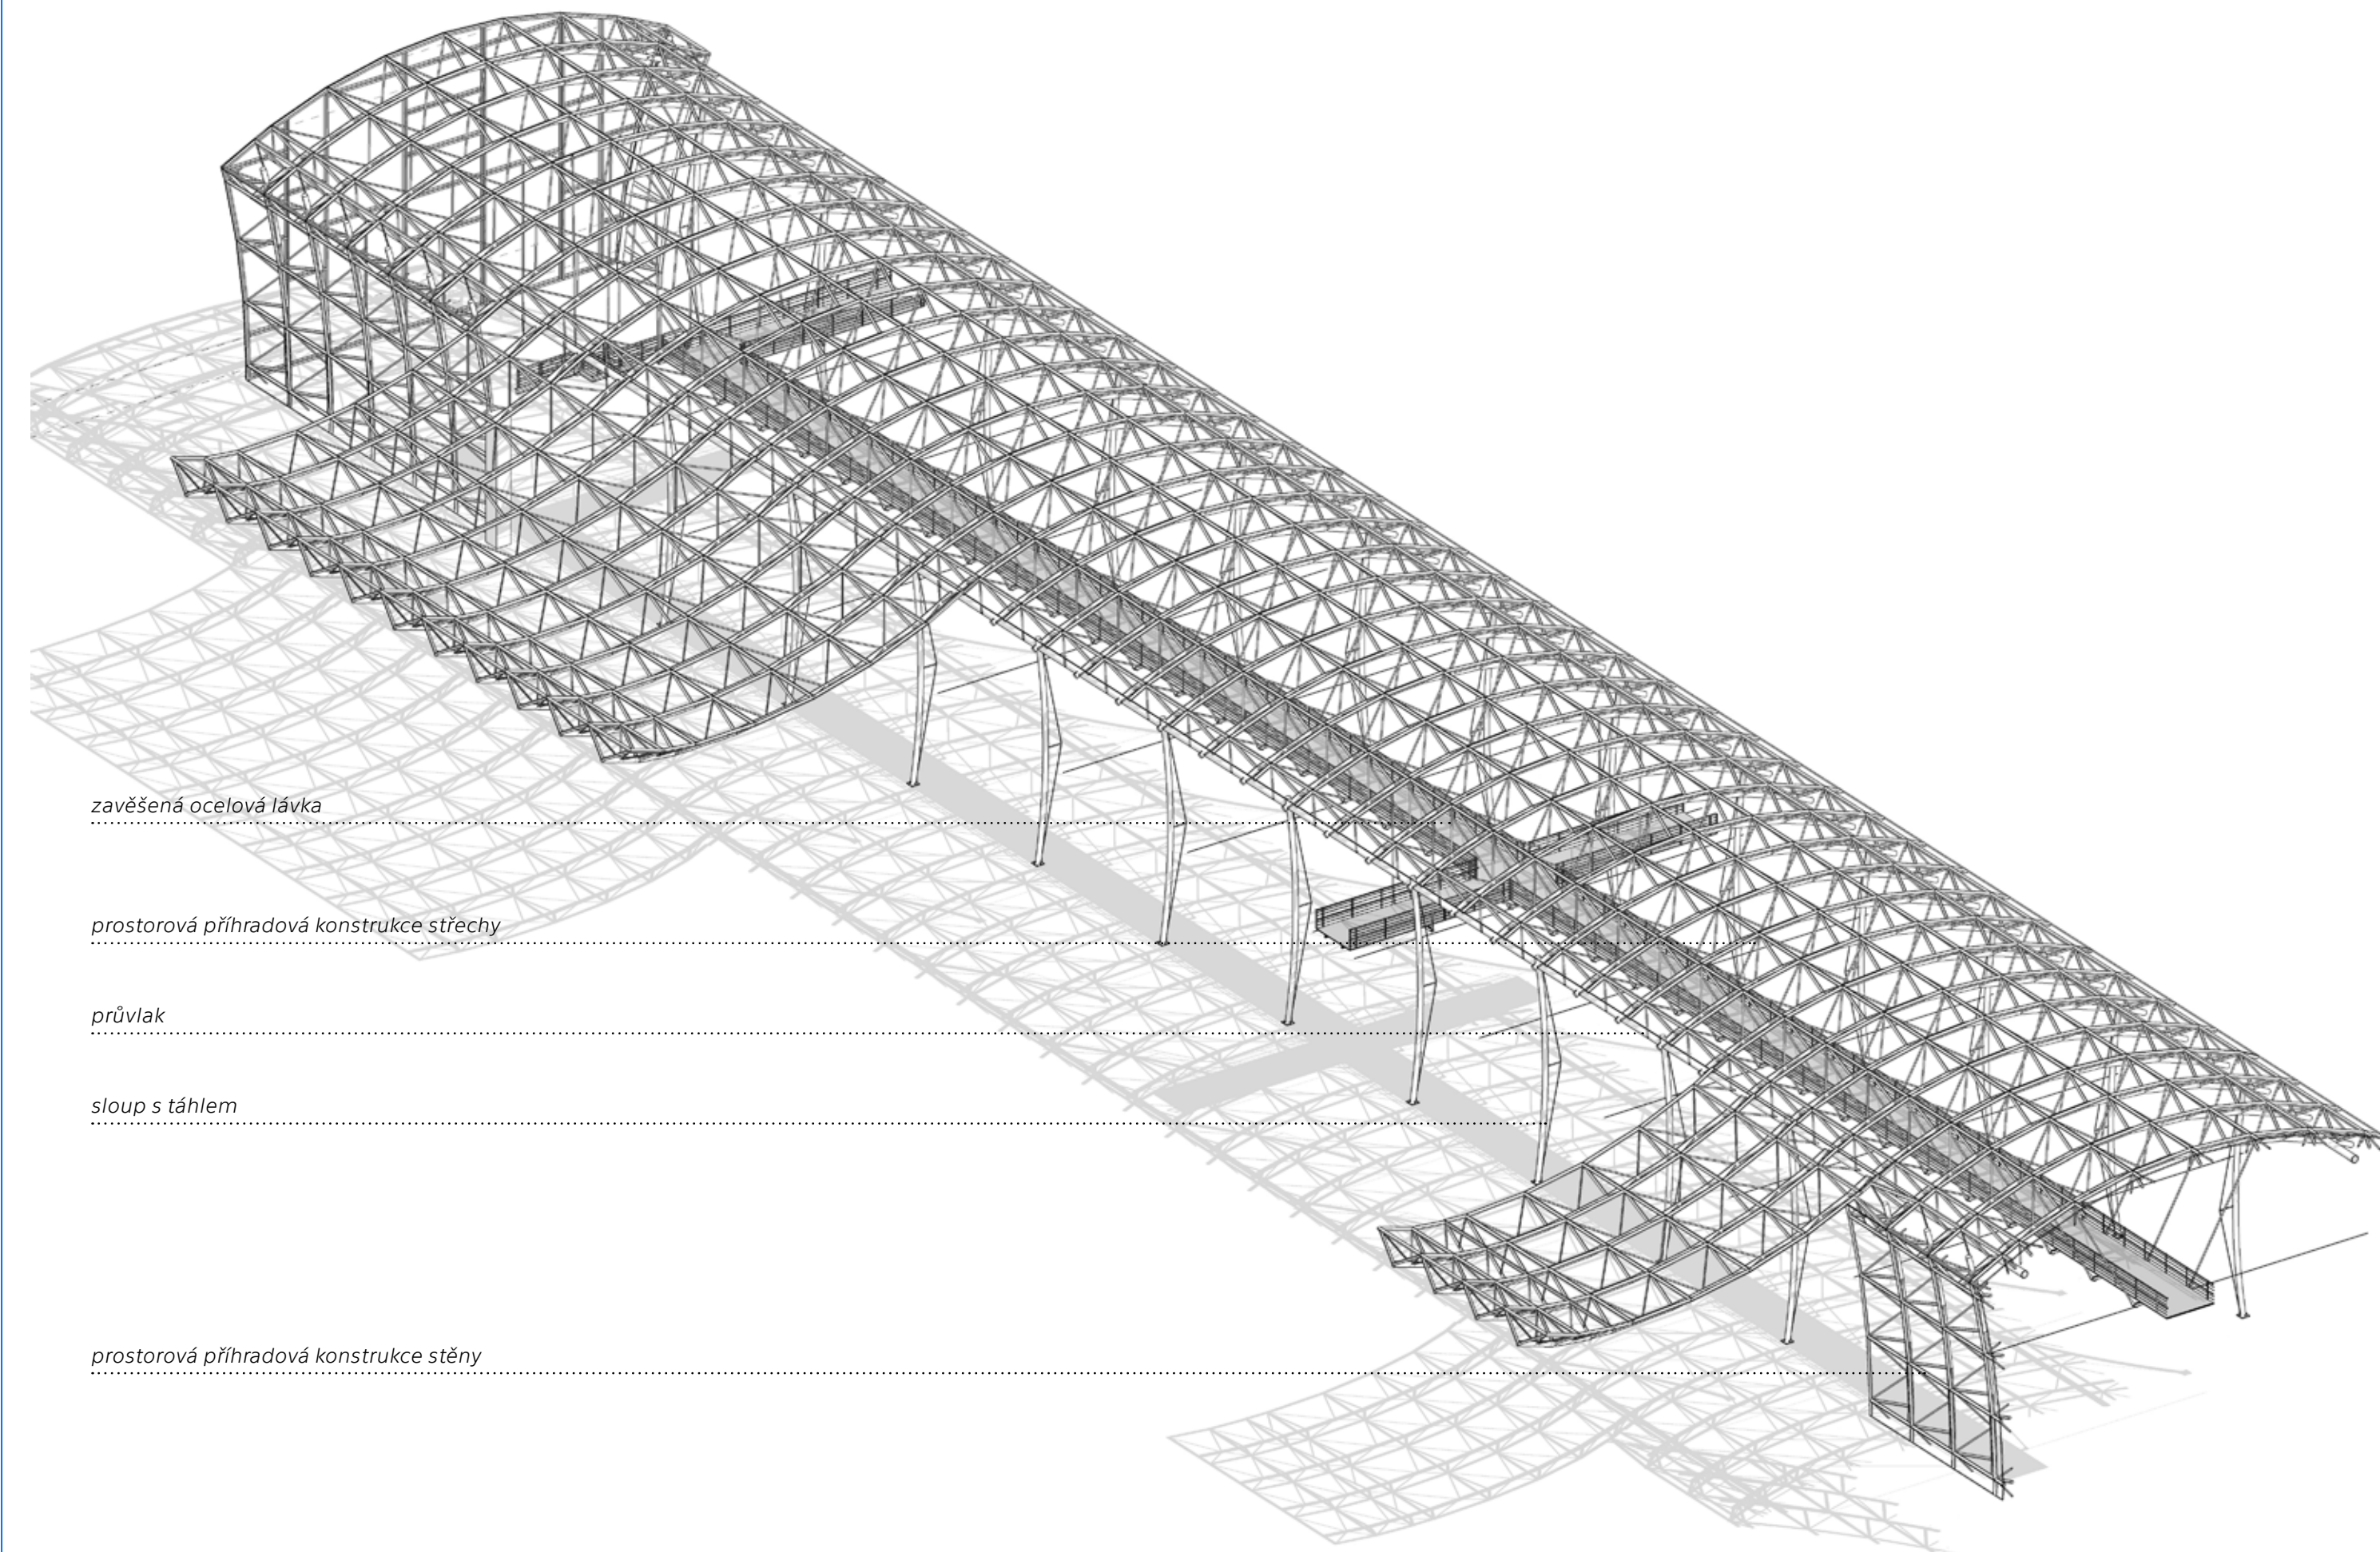 zavěšená ocelová lávka
prostorová příhradová konstrukce střechy
průvlak
sloup s táhlem
prostorová příhradová konstrukce stěny